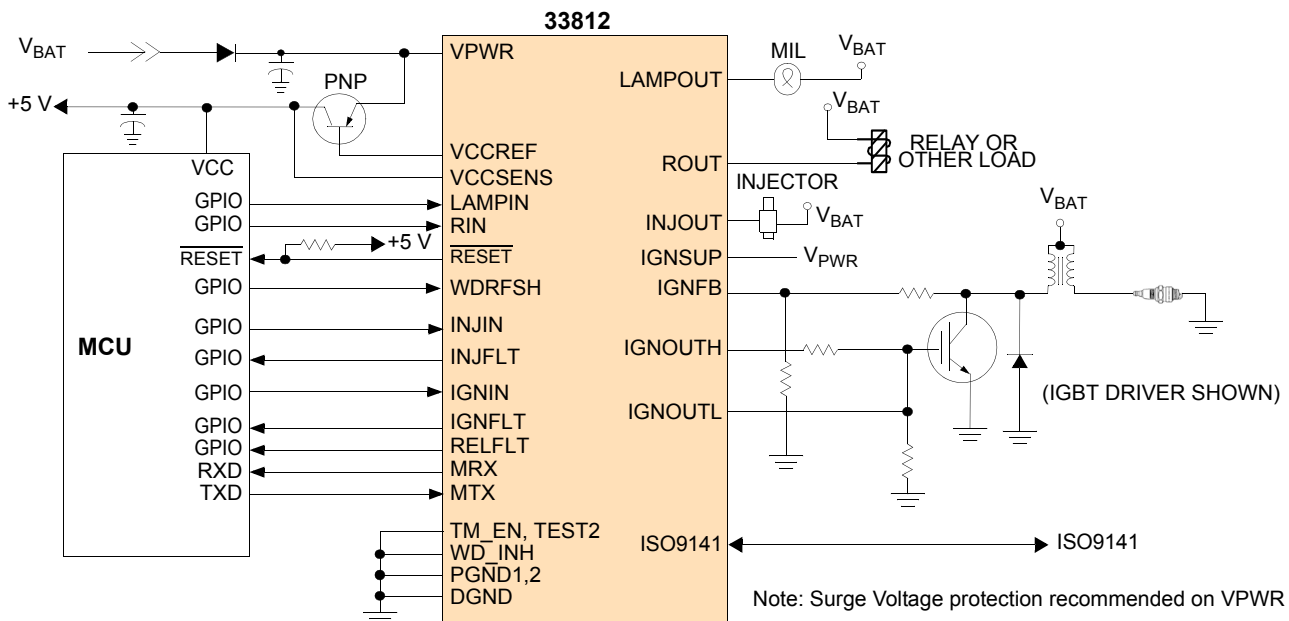 33812
VBAT
+5 V
PNP
VCC
MCU
GPIO
GPIO
RESET
GPIO
GPIO
GPIO
GPIO
GPIO
GPIO
RXD
TXD
+5 V
VPWR
VCCREF
VCCSENS
LAMPIN
RIN
RESET
WDRFSH
INJIN
INJFLT
IGNIN
IGNFLT
RELFLT
MRX
MTX
TM_EN, TEST2
WD_INH
PGND1,2
DGND
LAMPOUT
ROUT
INJOUT
IGNSUP
IGNFB
IGNOUTH
IGNOUTL
ISO9141
MIL
VBAT
VBAT
RELAY OR
OTHER LOAD
INJECTOR
VBAT
VPWR
VBAT
(IGBT DRIVER SHOWN)
ISO9141
Note: Surge Voltage protection recommended on VPWR